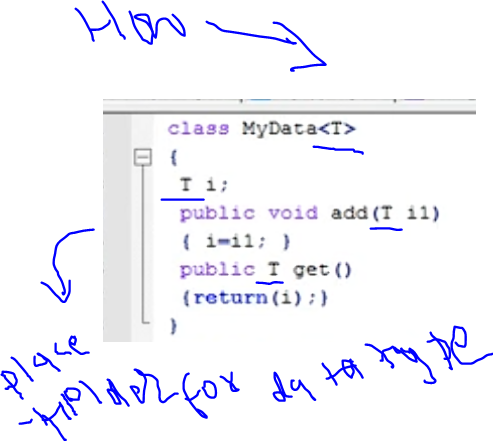 How
class MyData<T>
{
T i;
public void add(T i1)
{ i=i1; }
public T get()
{return(i);}
}
place
-holder for data type